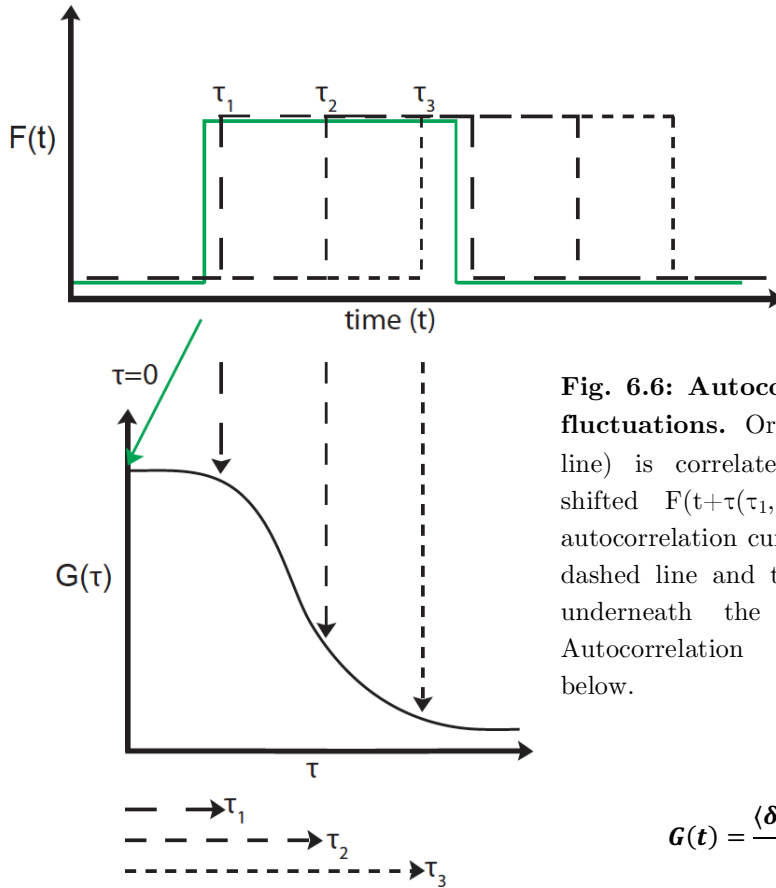 τ1 τ2 τ3
F(t)
time (t)
τ=0
Fig. 6.6: Autoco
fluctuations. Or
line) is correlate
shifted F(t+τ(τ1,
autocorrelation cu
dashed line and t
underneath the
Autocorrelation
below.
G(τ)
τ
τ1
τ2
τ3
G(t) = ⟨δ